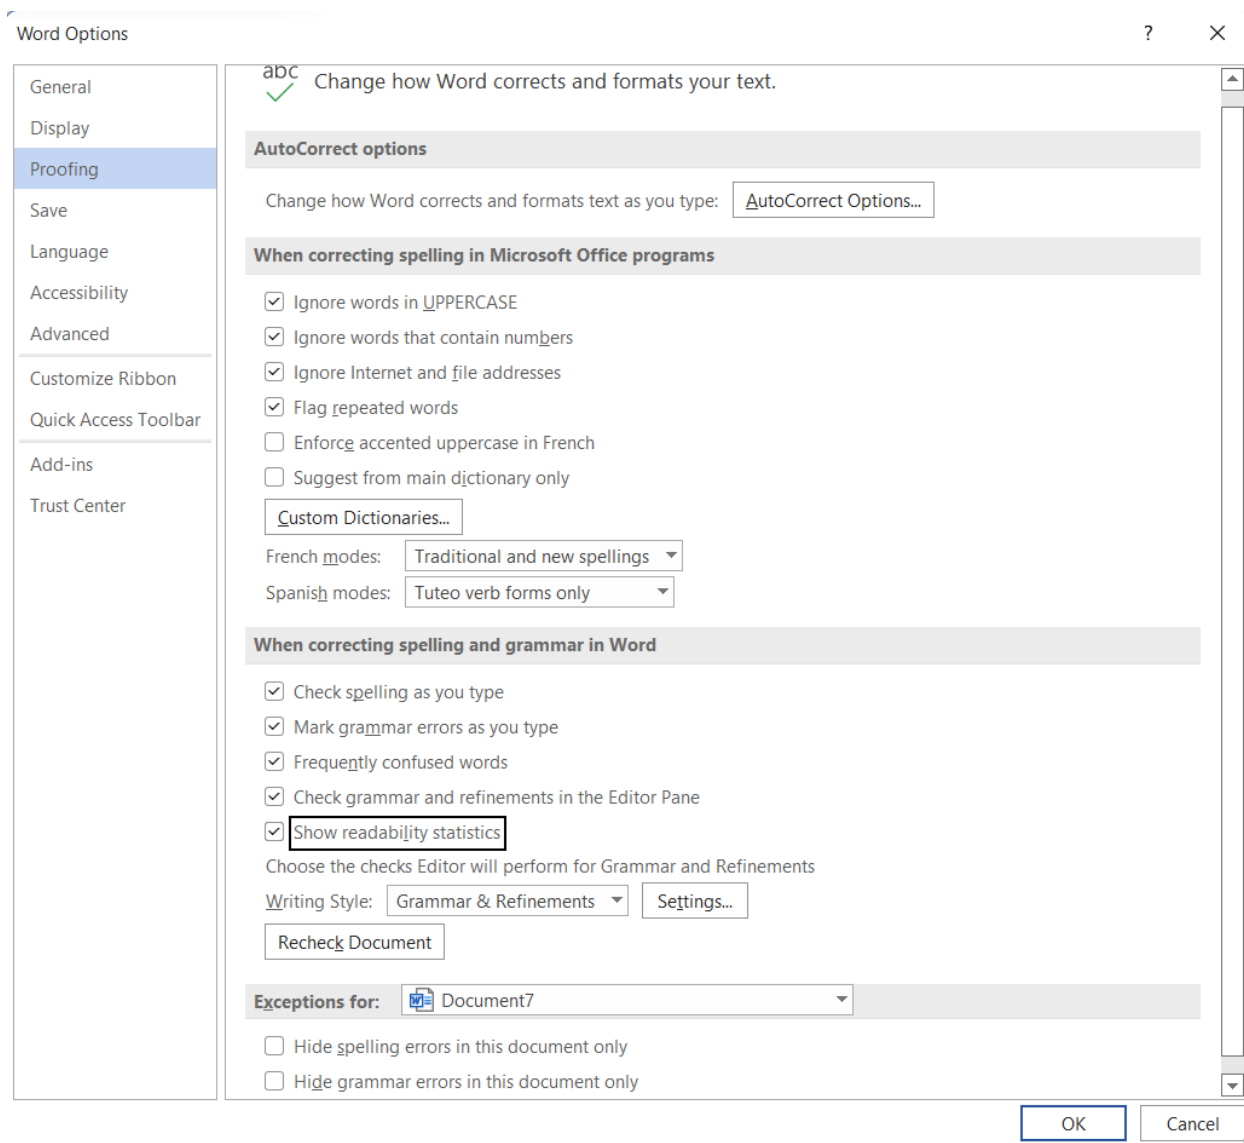 Word Options ?
General
Display
Proofing
Save
Language
Accessibility
Advanced
Customize Ribbon
Quick Access Toolbar
Add-ins
Trust Center
abc Change how Word corrects and formats your text.
AutoCorrect options
Change how Word corrects and formats text as you type: AutoCorrect Options...
When correcting spelling in Microsoft Office programs
Ignore words in UPPERCASE
Ignore words that contain numbers
Ignore Internet and file addresses
Flag repeated words
Enforce accented uppercase in French
Suggest from main dictionary only
Custom Dictionaries...
French modes: Traditional and new spellings
Spanish modes: Tuteo verb forms only
When correcting spelling and grammar in Word
Check spelling as you type
Mark grammar errors as you type
Frequently confused words
Check grammar and refinements in the Editor Pane
Show readability statistics
Choose the checks Editor will perform for Grammar and Refinements
Writing Style: Grammar & Refinements Settings...
Recheck Document
Exceptions for: Document7
Hide spelling errors in this document only
Hide grammar errors in this document only
OK Cancel